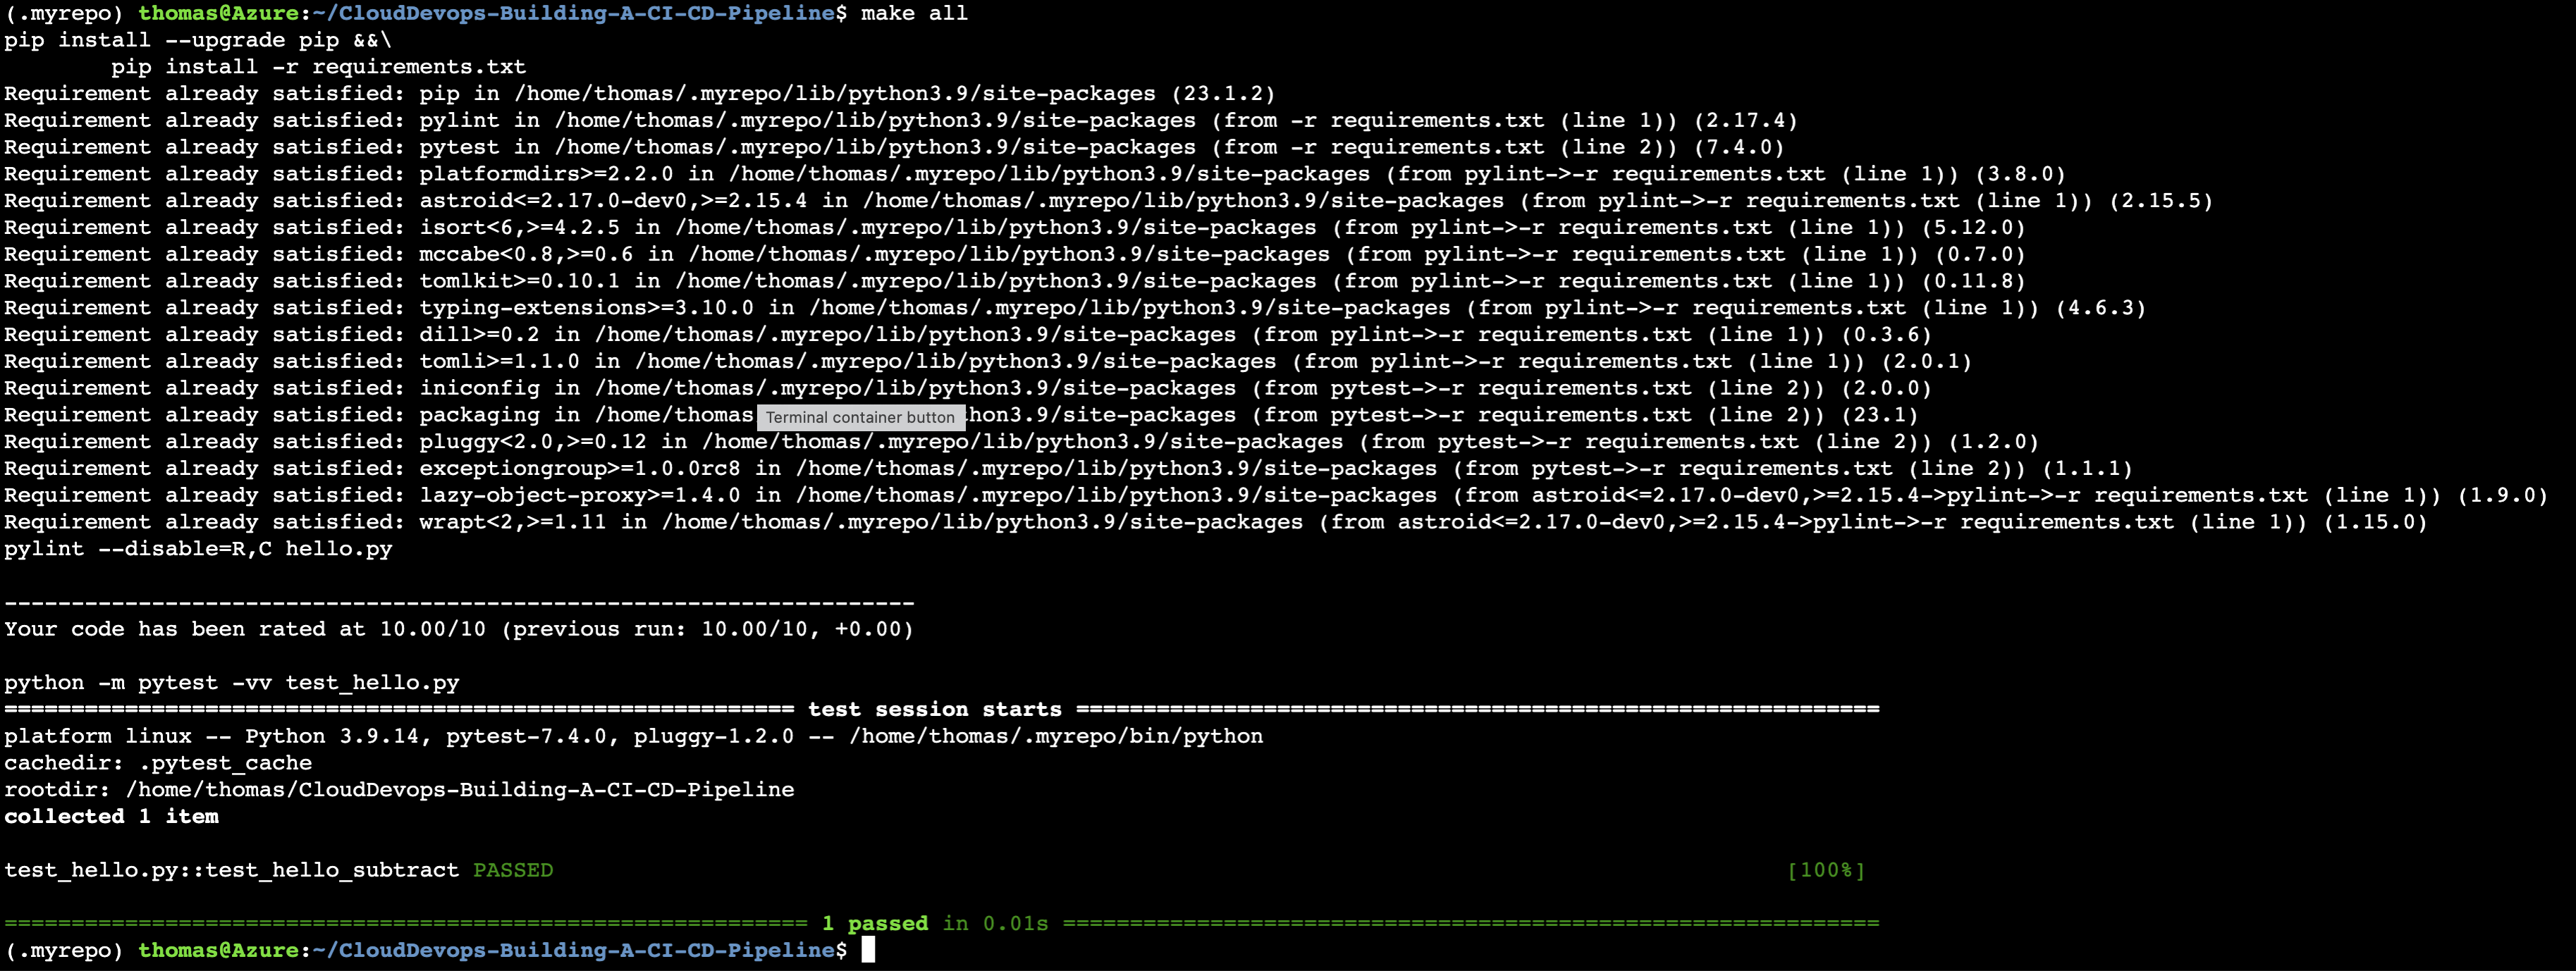 (.myrepo) thomas@Azure:~/CloudDevops-Building-A-CI-CD-Pipeline$ make all
pip install --upgrade pip &&\
        pip install -r requirements.txt
Requirement already satisfied: pip in /home/thomas/.myrepo/lib/python3.9/site-packages (23.1.2)
Requirement already satisfied: pylint in /home/thomas/.myrepo/lib/python3.9/site-packages (from -r requirements.txt (line 1)) (2.17.4)
Requirement already satisfied: pytest in /home/thomas/.myrepo/lib/python3.9/site-packages (from -r requirements.txt (line 2)) (7.4.0)
Requirement already satisfied: platformdirs>=2.2.0 in /home/thomas/.myrepo/lib/python3.9/site-packages (from pylint->-r requirements.txt (line 1)) (3.8.0)
Requirement already satisfied: astroid<=2.17.0-dev0,>=2.15.4 in /home/thomas/.myrepo/lib/python3.9/site-packages (from pylint->-r requirements.txt (line 1)) (2.15.5)
Requirement already satisfied: isort<6,>=4.2.5 in /home/thomas/.myrepo/lib/python3.9/site-packages (from pylint->-r requirements.txt (line 1)) (5.12.0)
Requirement already satisfied: mccabe<0.8,>=0.6 in /home/thomas/.myrepo/lib/python3.9/site-packages (from pylint->-r requirements.txt (line 1)) (0.7.0)
Requirement already satisfied: tomlkit>=0.10.1 in /home/thomas/.myrepo/lib/python3.9/site-packages (from pylint->-r requirements.txt (line 1)) (0.11.8)
Requirement already satisfied: typing-extensions>=3.10.0 in /home/thomas/.myrepo/lib/python3.9/site-packages (from pylint->-r requirements.txt (line 1)) (4.6.3)
Requirement already satisfied: dill>=0.2 in /home/thomas/.myrepo/lib/python3.9/site-packages (from pylint->-r requirements.txt (line 1)) (0.3.6)
Requirement already satisfied: tomli>=1.1.0 in /home/thomas/.myrepo/lib/python3.9/site-packages (from pylint->-r requirements.txt (line 1)) (2.0.1)
Requirement already satisfied: iniconfig in /home/thomas/.myrepo/lib/python3.9/site-packages (from pytest->-r requirements.txt (line 2)) (2.0.0)
Requirement already satisfied: packaging in /home/thomas Terminal container button hon3.9/site-packages (from pytest->-r requirements.txt (line 2)) (23.1)
Requirement already satisfied: pluggy<2.0,>=0.12 in /home/thomas/.myrepo/lib/python3.9/site-packages (from pytest->-r requirements.txt (line 2)) (1.2.0)
Requirement already satisfied: exceptiongroup>=1.0.0rc8 in /home/thomas/.myrepo/lib/python3.9/site-packages (from pytest->-r requirements.txt (line 2)) (1.1.1)
Requirement already satisfied: lazy-object-proxy>=1.4.0 in /home/thomas/.myrepo/lib/python3.9/site-packages (from astroid<=2.17.0-dev0,>=2.15.4->pylint->-r requirements.txt (line 1)) (1.9.0)
Requirement already satisfied: wrapt<2,>=1.11 in /home/thomas/.myrepo/lib/python3.9/site-packages (from astroid<=2.17.0-dev0,>=2.15.4->pylint->-r requirements.txt (line 1)) (1.15.0)
pylint --disable=R,C hello.py
--------------------------------------------------------------------
Your code has been rated at 10.00/10 (previous run: 10.00/10, +0.00)
python -m pytest -vv test_hello.py
=========================================================== test session starts ============================================================
platform linux -- Python 3.9.14, pytest-7.4.0, pluggy-1.2.0 -- /home/thomas/.myrepo/bin/python
cachedir: .pytest_cache
rootdir: /home/thomas/CloudDevops-Building-A-CI-CD-Pipeline
collected 1 item
test_hello.py::test_hello_subtract PASSED [100%]
============================================================ 1 passed in 0.01s =============================================================
(.myrepo) thomas@Azure:~/CloudDevops-Building-A-CI-CD-Pipeline$